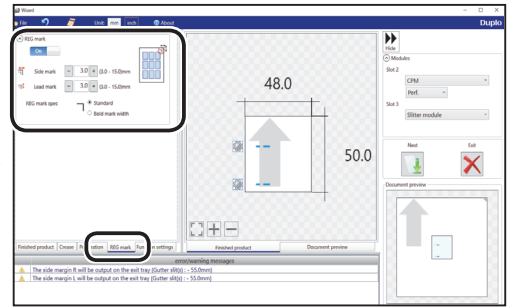 Wizard
File Unit: mm inch About Duplo
REG mark
On
Side mark - 3.0 + (3.0 - 15.0)mm
Lead mark - 3.0 + (3.0 - 15.0)mm
REG mark spec Standard
Bold mark width
48.0
50.0
Hide
Modules
Slot 2
CPM
Perf.
Slot 3
Slitter module
Next Exit
Document preview
Finished product Crease REG mark settings
Finished product Document preview
error/warning messages
The side margin R will be output on the exit tray (Gutter slit(s) : - 55.0mm)
The side margin L will be output on the exit tray (Gutter slit(s) : - 55.0mm)